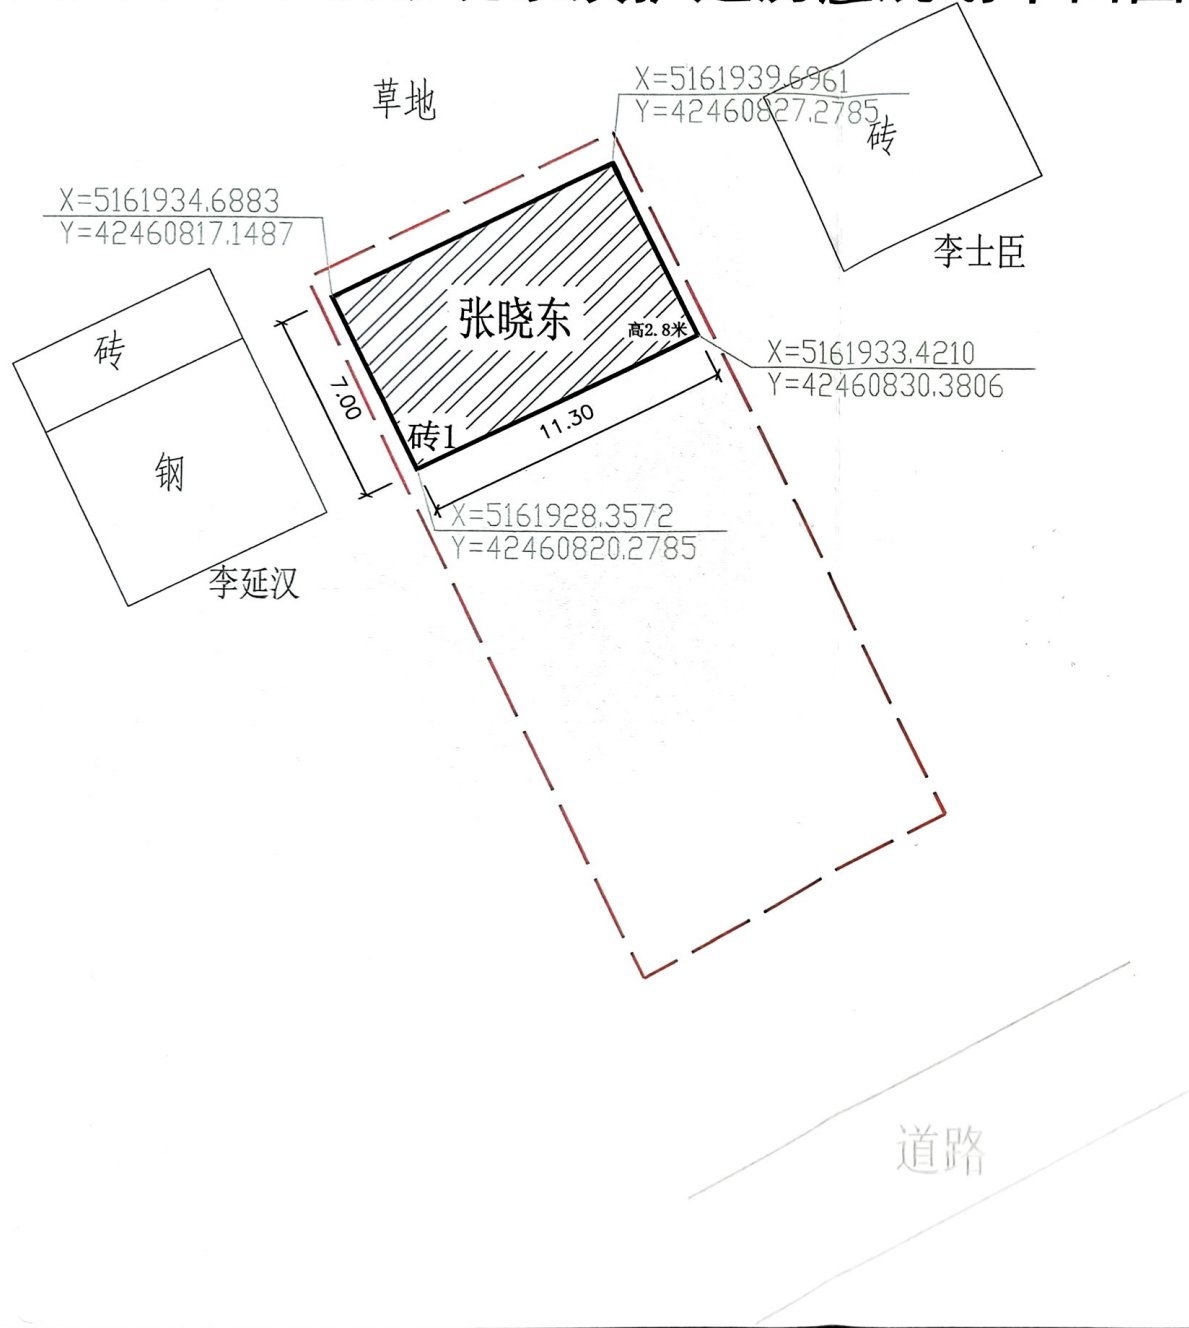 草地
X=5161939.6961
Y=42460827.2785
砖
X=5161934.6883
Y=42460817.1487
李士臣
张晓东
高2.8米
砖
X=5161933.4210
Y=42460830.3806
7.00
砖1
11.30
钢
X=5161928.3572
Y=42460820.2785
李延汉
道路